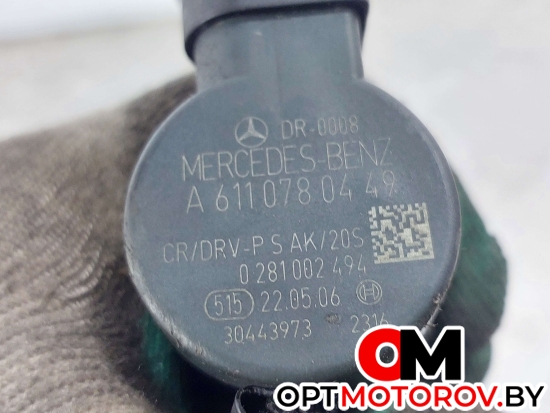 DR-0008
MERCEDES-BENZ
A 611 078 04 49
CR/DRV-P S AK/20S
0 281 002 494
515 22.05.06
30443973 2316
OM
OPTMOTOROV.BY